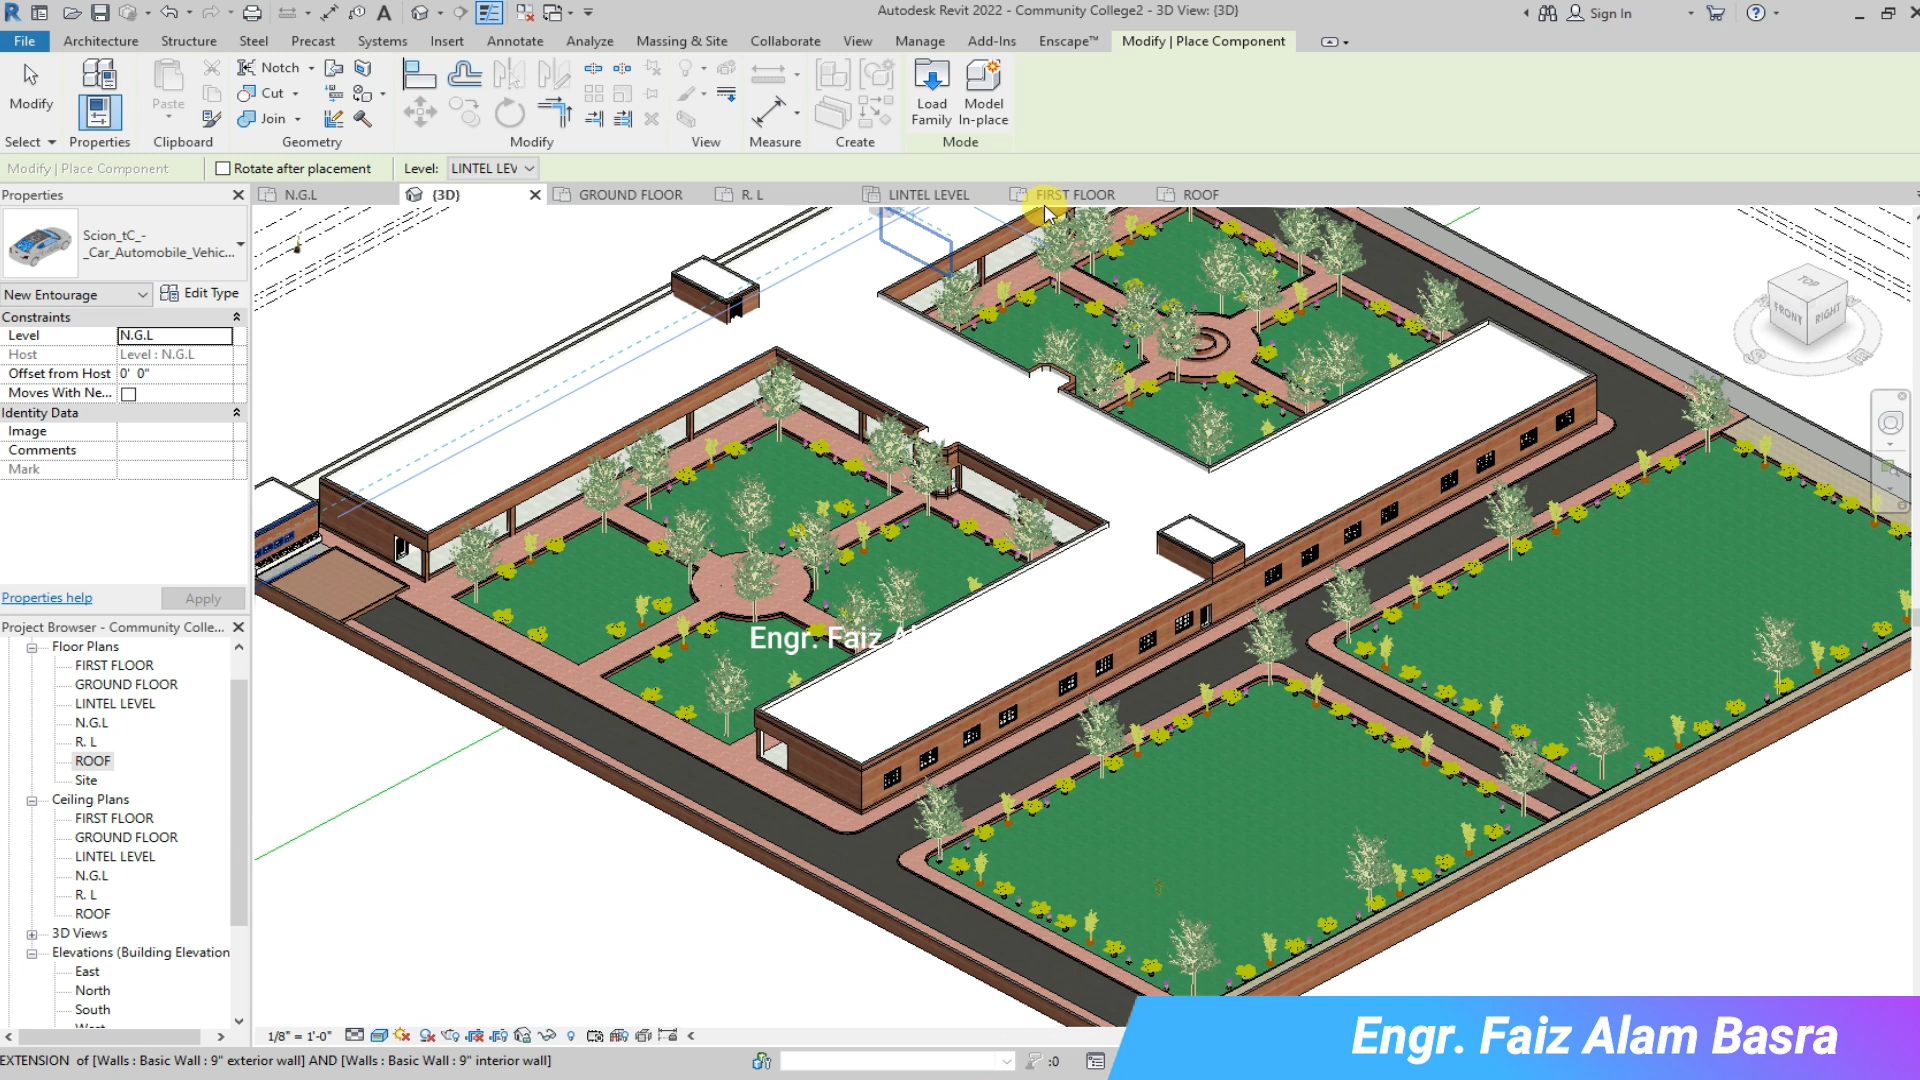 Autodesk Revit 2022 - Community College2 - 3D View: {3D}
Sign In
File
Architecture
Structure
Steel
Precast
Systems
Insert
Annotate
Analyze
Massing & Site
Collaborate
View
Manage
Add-Ins
Enscape™
Modify | Place Component
Modify
Select
Properties
Paste
Clipboard
Notch
Cut
Join
Geometry
Modify
View
Measure
Create
Load
Family
Model
In-place
Mode
Modify | Place Component
Rotate after placement
Level:
LINTEL LEV
Properties
N.G.L
{3D}
GROUND FLOOR
R. L
LINTEL LEVEL
FIRST FLOOR
ROOF
Scion_tC_-
_Car_Automobile_Vehic...
New Entourage
Edit Type
Constraints
Level
N.G.L
Host
Level : N.G.L
Offset from Host
0' 0"
Moves With Ne...
Identity Data
Image
Comments
Mark
Properties help
Apply
Project Browser - Community Colle...
Floor Plans
FIRST FLOOR
GROUND FLOOR
LINTEL LEVEL
N.G.L
R. L
ROOF
Site
Ceiling Plans
FIRST FLOOR
GROUND FLOOR
LINTEL LEVEL
N.G.L
R. L
ROOF
3D Views
Elevations (Building Elevation
East
North
South
West
TOP
FRONT
RIGHT
Engr. Faiz Al
1/8" = 1'-0"
EXTENSION of [Walls : Basic Wall : 9" exterior wall] AND [Walls : Basic Wall : 9" interior wall]
:0
Engr. Faiz Alam Basra